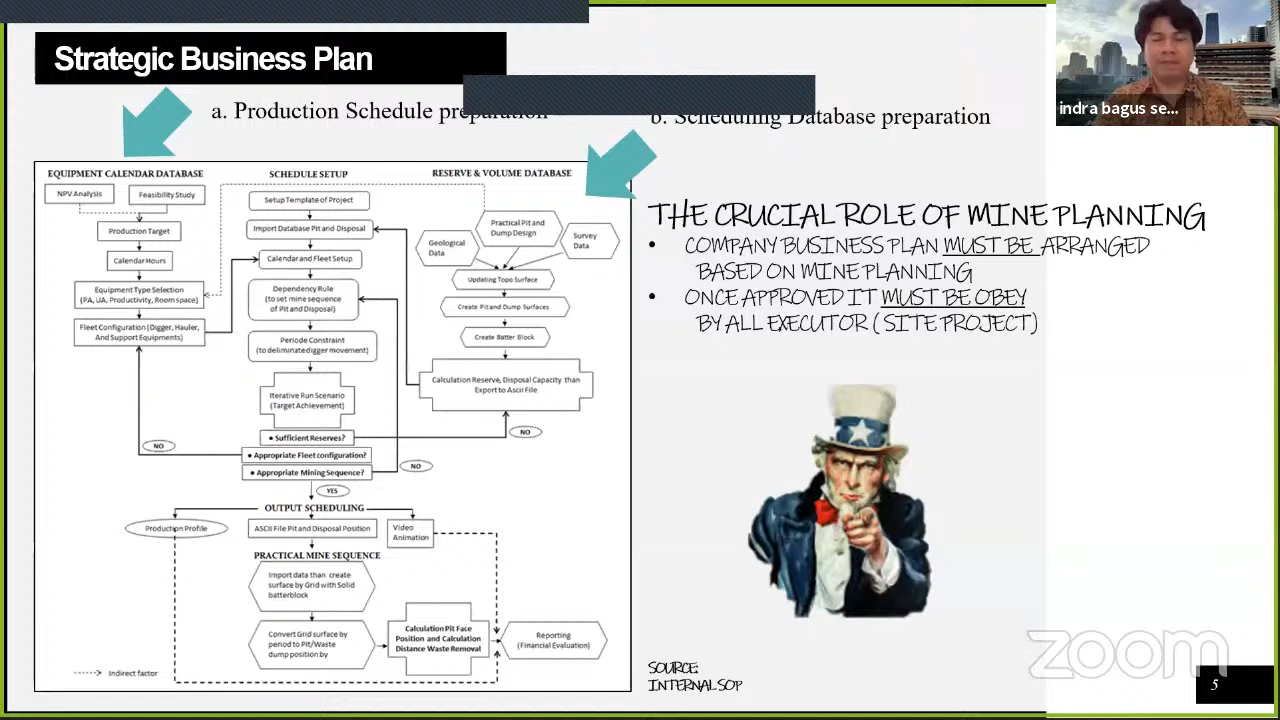 Strategic Business Plan
a. Production Schedule preparation
b. Scheduling Database preparation
indra bagus se...
EQUIPMENT CALENDAR DATABASE
NPV Analysis
Feasibility Study
Production Target
Calendar Hours
Equipment Type Selection
(PA, UA, Productivity, Room space)
Fleet Configuration (Digger, Hauler,
And Support Equipments)
SCHEDULE SETUP
Setup Template of Project
Import Database Pit and Disposal
Calendar and Fleet Setup
Dependency Rule
(to set mine sequence
of Pit and Disposal)
Periode Constraint
(to deliminate digger movement)
Iterative Run Scenario
(Target Achievement)
• Sufficient Reserves?
• Appropriate Fleet configuration?
• Appropriate Mining Sequence?
NO
NO
NO
YES
RESERVE & VOLUME DATABASE
Practical Pit and
Dump Design
Geological
Data
Survey
Data
Updating Topo Surface
Create Pit and Dump Surfaces
Create Batter Block
Calculation Reserve, Disposal Capacity than
Export to Ascii File
OUTPUT SCHEDULING
Production Profile
ASCII File Pit and Disposal Position
Video
Animation
PRACTICAL MINE SEQUENCE
Import data than create
surface by Grid with Solid
batterblock
Convert Grid surface by
period to Pit/Waste
dump position by
Calculation Pit Face
Position and Calculation
Distance Waste Removal
Reporting
(Financial Evaluation)
Indirect factor
THE CRUCIAL ROLE OF MINE PLANNING
• COMPANY BUSINESS PLAN MUST BE ARRANGED
BASED ON MINE PLANNING
• ONCE APPROVED IT MUST BE OBEY
BY ALL EXECUTOR (SITE PROJECT)
SOURCE:
INTERNAL SOP
zoom
5